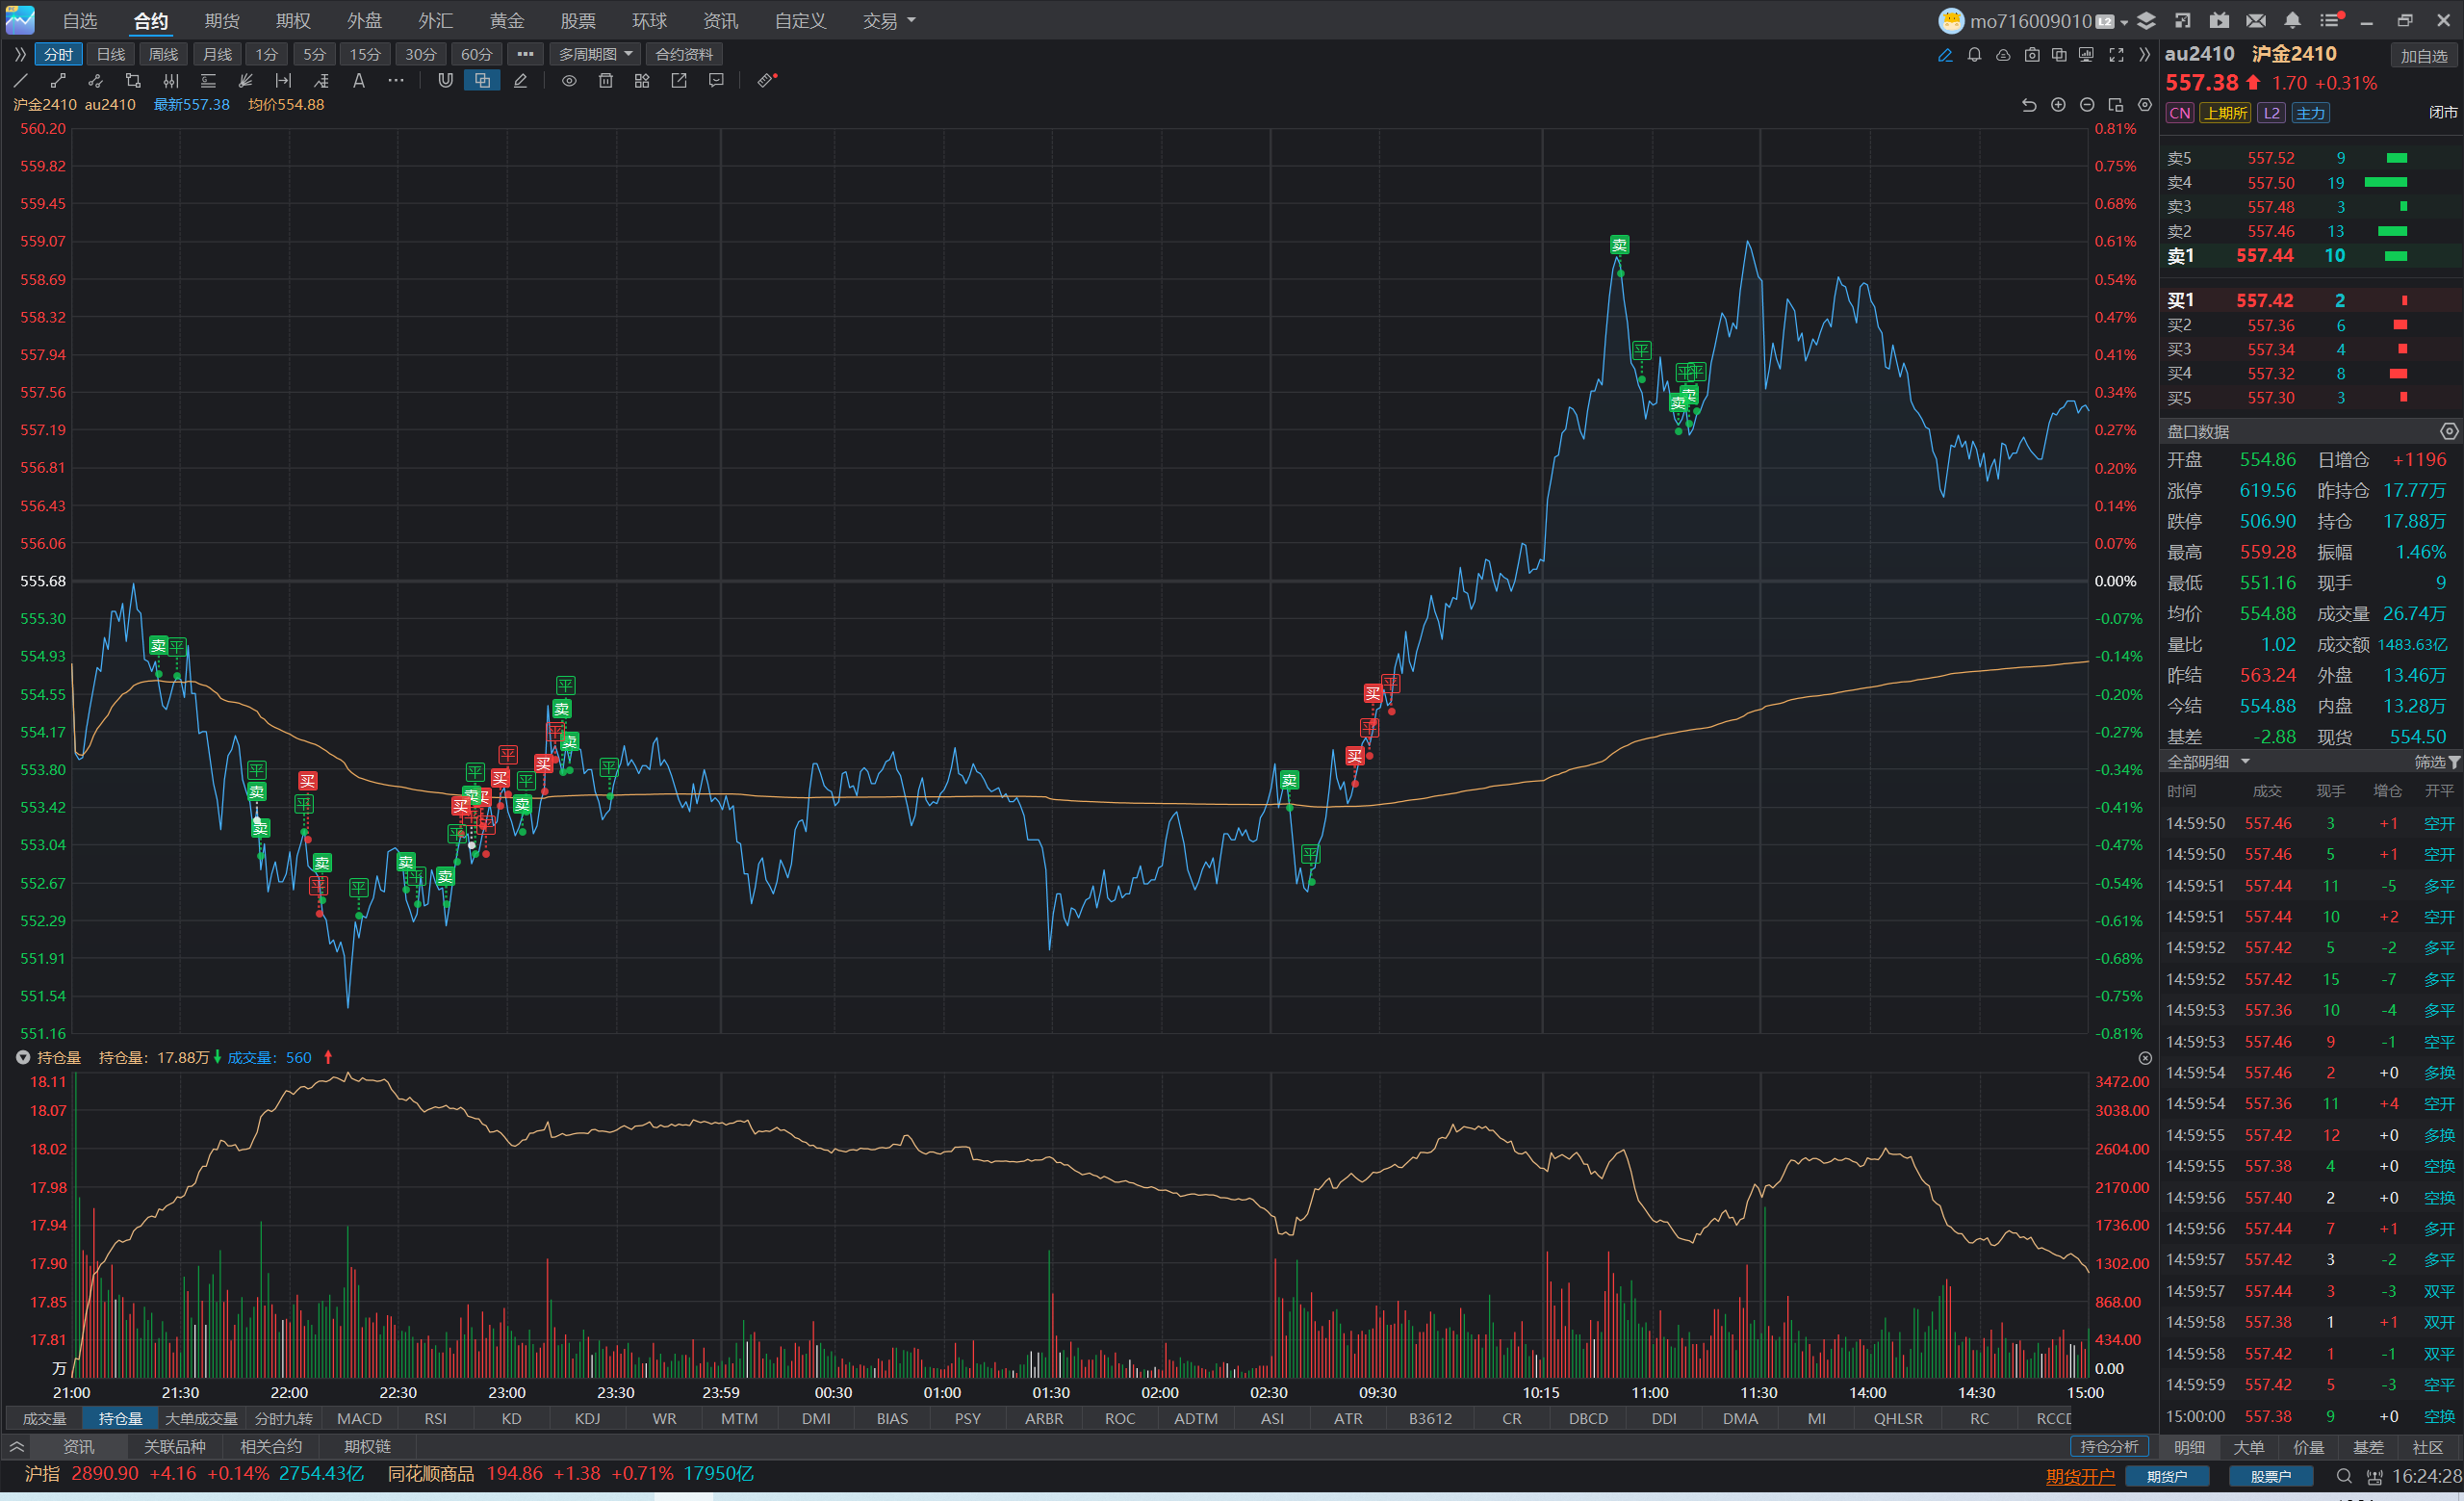 自选 合约 期货 期权 外盘 外汇 黄金 股票 环球 资讯 自定义 交易 mo716009010 L2
分时 日线 周线 月线 1分 5分 15分 30分 60分 ••• 多周期图 合约资料
沪金2410 au2410 最新557.38 均价554.88
560.20 0.81%
559.82 0.75%
559.45 0.68%
559.07 0.61%
558.69 0.54%
558.32 0.47%
557.94 0.41%
557.56 0.34%
557.19 0.27%
556.81 0.20%
556.43 0.14%
556.06 0.07%
555.68 0.00%
555.30 -0.07%
554.93 -0.14%
554.55 -0.20%
554.17 -0.27%
553.80 -0.34%
553.42 -0.41%
553.04 -0.47%
552.67 -0.54%
552.29 -0.61%
551.91 -0.68%
551.54 -0.75%
551.16 -0.81%
持仓量 持仓量: 17.88万 成交量: 560
18.11 3472.00
18.07 3038.00
18.02 2604.00
17.98 2170.00
17.94 1736.00
17.90 1302.00
17.85 868.00
17.81 434.00
万 0.00
21:00 21:30 22:00 22:30 23:00 23:30 23:59 00:30 01:00 01:30 02:00 02:30 09:30 10:15 11:00 11:30 14:00 14:30 15:00
成交量 持仓量 大单成交量 分时九转 MACD RSI KD KDJ WR MTM DMI BIAS PSY ARBR ROC ADTM ASI ATR B3612 CR DBCD DDI DMA MI QHLSR RC RCCD
资讯 关联品种 相关合约 期权链 持仓分析
au2410 沪金2410 加自选
557.38 1.70 +0.31%
CN 上期所 L2 主力 闭市
卖5 557.52 9
卖4 557.50 19
卖3 557.48 3
卖2 557.46 13
卖1 557.44 10
买1 557.42 2
买2 557.36 6
买3 557.34 4
买4 557.32 8
买5 557.30 3
盘口数据
开盘 554.86 日增仓 +1196
涨停 619.56 昨持仓 17.77万
跌停 506.90 持仓 17.88万
最高 559.28 振幅 1.46%
最低 551.16 现手 9
均价 554.88 成交量 26.74万
量比 1.02 成交额 1483.63亿
昨结 563.24 外盘 13.46万
今结 554.88 内盘 13.28万
基差 -2.88 现货 554.50
全部明细 筛选
时间 成交 现手 增仓 开平
14:59:50 557.46 3 +1 空开
14:59:50 557.46 5 +1 空开
14:59:51 557.44 11 -5 多平
14:59:51 557.44 10 +2 空开
14:59:52 557.42 5 -2 多平
14:59:52 557.42 15 -7 多平
14:59:53 557.36 10 -4 多平
14:59:53 557.46 9 -1 空平
14:59:54 557.46 2 +0 多换
14:59:54 557.36 11 +4 空开
14:59:55 557.42 12 +0 多换
14:59:55 557.38 4 +0 空换
14:59:56 557.40 2 +0 空换
14:59:56 557.44 7 +1 多开
14:59:57 557.42 3 -2 多平
14:59:57 557.44 3 -3 双平
14:59:58 557.38 1 +1 双开
14:59:58 557.42 1 -1 双平
14:59:59 557.42 5 -3 空平
15:00:00 557.38 9 +0 空换
明细 大单 价量 基差 社区
沪指 2890.90 +4.16 +0.14% 2754.43亿 同花顺商品 194.86 +1.38 +0.71% 17950亿 期货开户 期货户 股票户 16:24:28